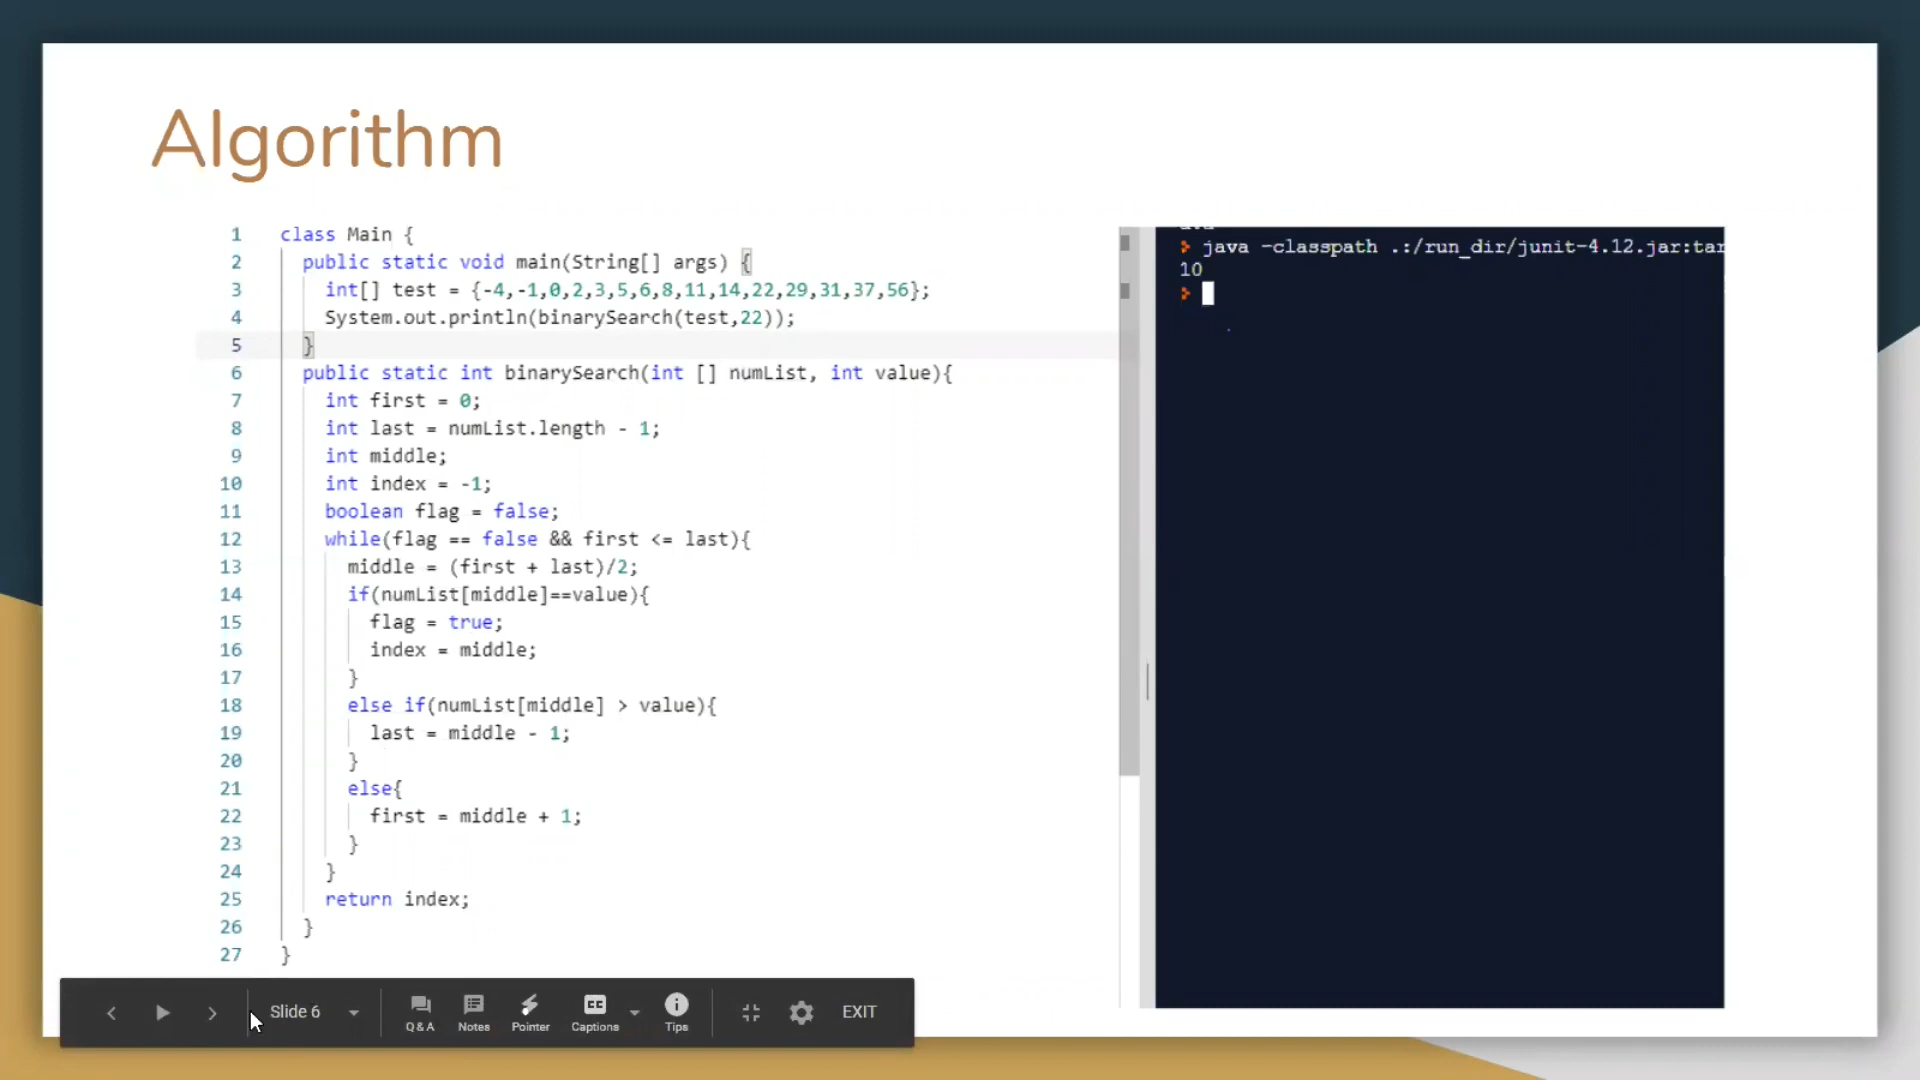 Algorithm
1 class Main {
2 public static void main(String[] args) {
3 int[] test = {-4,-1,0,2,3,5,6,8,11,14,22,29,31,37,56};
4 System.out.println(binarySearch(test,22));
5 }
6 public static int binarySearch(int [] numList, int value){
7 int first = 0;
8 int last = numList.length - 1;
9 int middle;
10 int index = -1;
11 boolean flag = false;
12 while(flag == false && first <= last){
13 middle = (first + last)/2;
14 if(numList[middle]==value){
15 flag = true;
16 index = middle;
17 }
18 else if(numList[middle] > value){
19 last = middle - 1;
20 }
21 else{
22 first = middle + 1;
23 }
24 }
25 return index;
26 }
27 }
java -classpath .:/run_dir/junit-4.12.jar:tar
10
Slide 6
Q & A
Notes
Pointer
Captions
Tips
EXIT